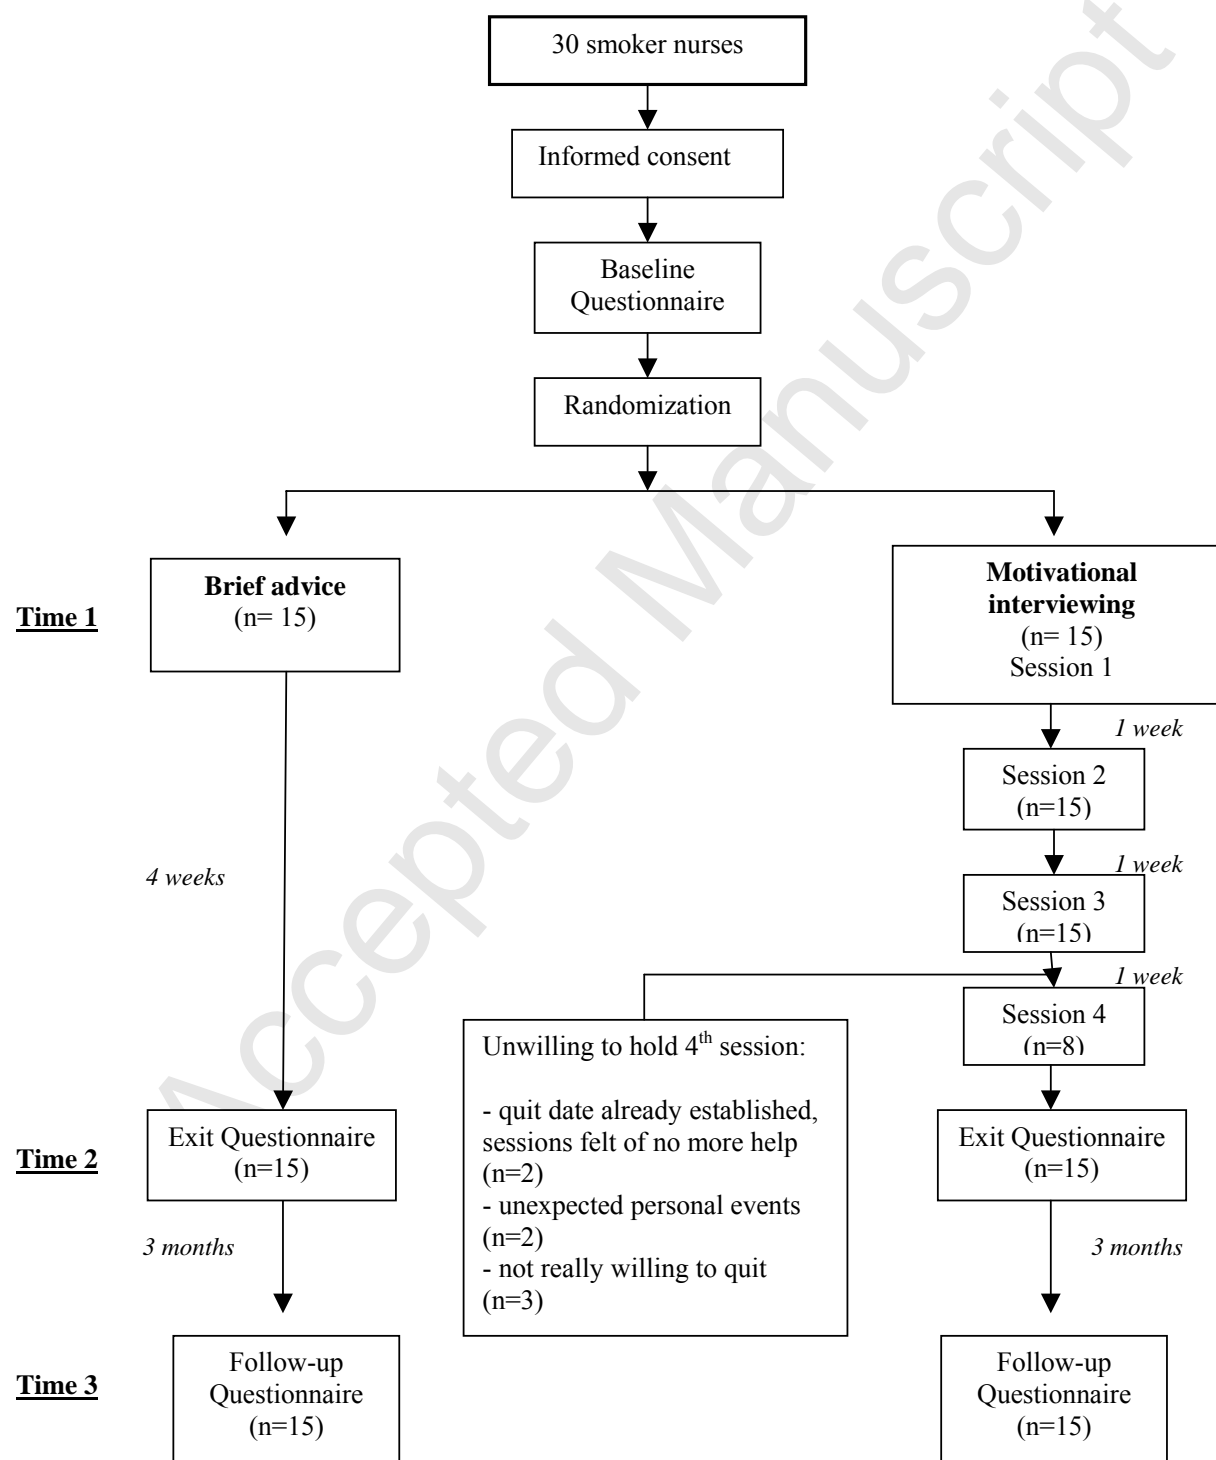 30 smoker nurses
Informed consent
Baseline
Questionnaire
Randomization
Time 1
Brief advice
(n= 15)
Motivational
interviewing
(n= 15)
Session 1
1 week
Session 2
(n=15)
4 weeks
1 week
Session 3
(n=15)
1 week
Session 4
(n=8)
Unwilling to hold 4th session:
- quit date already established,
sessions felt of no more help
(n=2)
- unexpected personal events
(n=2)
- not really willing to quit
(n=3)
Time 2
Exit Questionnaire
(n=15)
Exit Questionnaire
(n=15)
3 months
3 months
Time 3
Follow-up
Questionnaire
(n=15)
Follow-up
Questionnaire
(n=15)
Accepted Manuscript